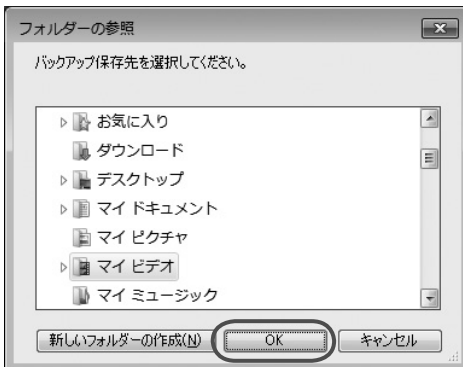 フォルダーの参照
バックアップ保存先を選択してください。
お気に入り
ダウンロード
デスクトップ
マイ ドキュメント
マイ ピクチャ
マイ ビデオ
マイ ミュージック
新しいフォルダーの作成(N) OK キャンセル